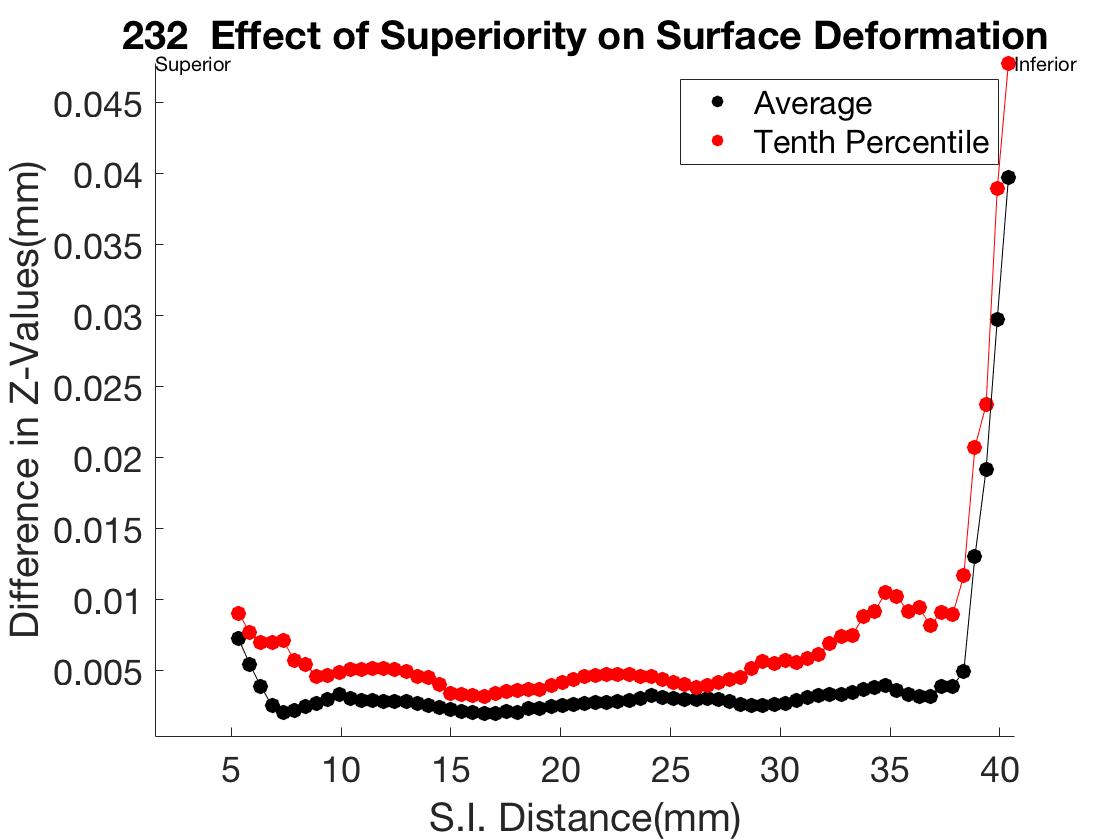 232  Effect of Superiority on Surface Deformation
Superior
Inferior
Average
Tenth Percentile
0.045
0.04
0.035
0.03
0.025
0.02
0.015
0.01
0.005
Difference in Z-Values(mm)
5 10 15 20 25 30 35 40
S.I. Distance(mm)